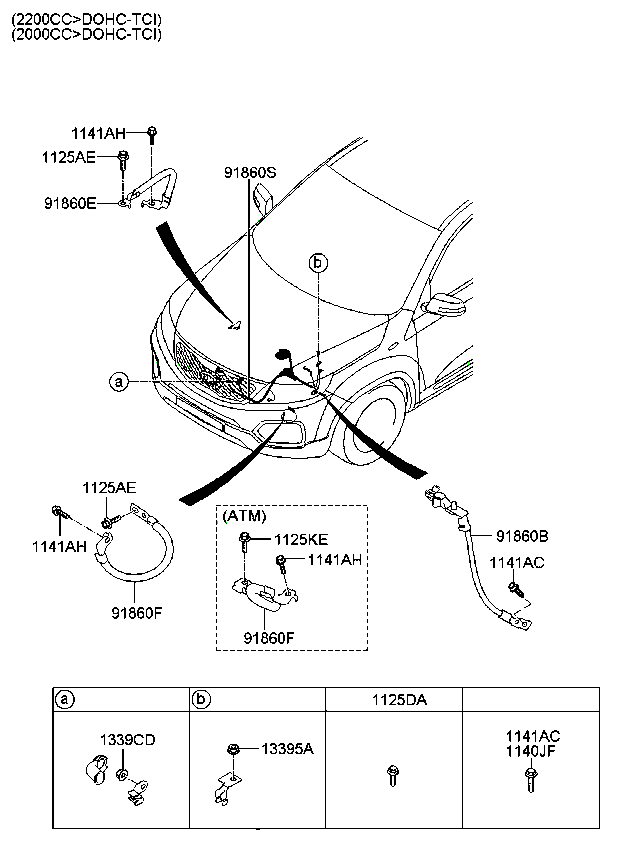 (2200CC>DOHC-TCI)
(2000CC>DOHC-TCI)
1141AH
1125AE
91860E
91860S
b
a
1125AE
1141AH
91860F
(ATM)
1125KE
1141AH
91860F
91860B
1141AC
a
b
1125DA
1339CD
13395A
1141AC
1140JF